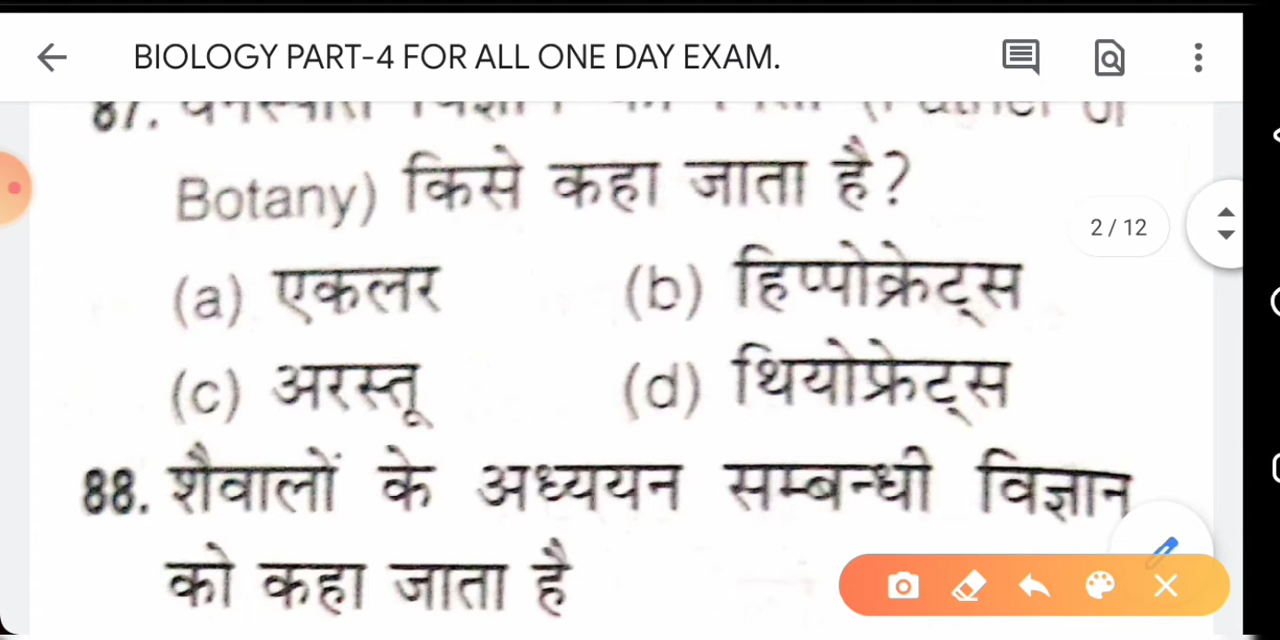 BIOLOGY PART-4 FOR ALL ONE DAY EXAM.
87.
Botany) किसे कहा जाता है?
2 / 12
(a) एकलर (b) हिप्पोक्रेट्स
(c) अरस्तू (d) थियोफ्रेट्स
88. शैवालों के अध्ययन सम्बन्धी विज्ञान
को कहा जाता है